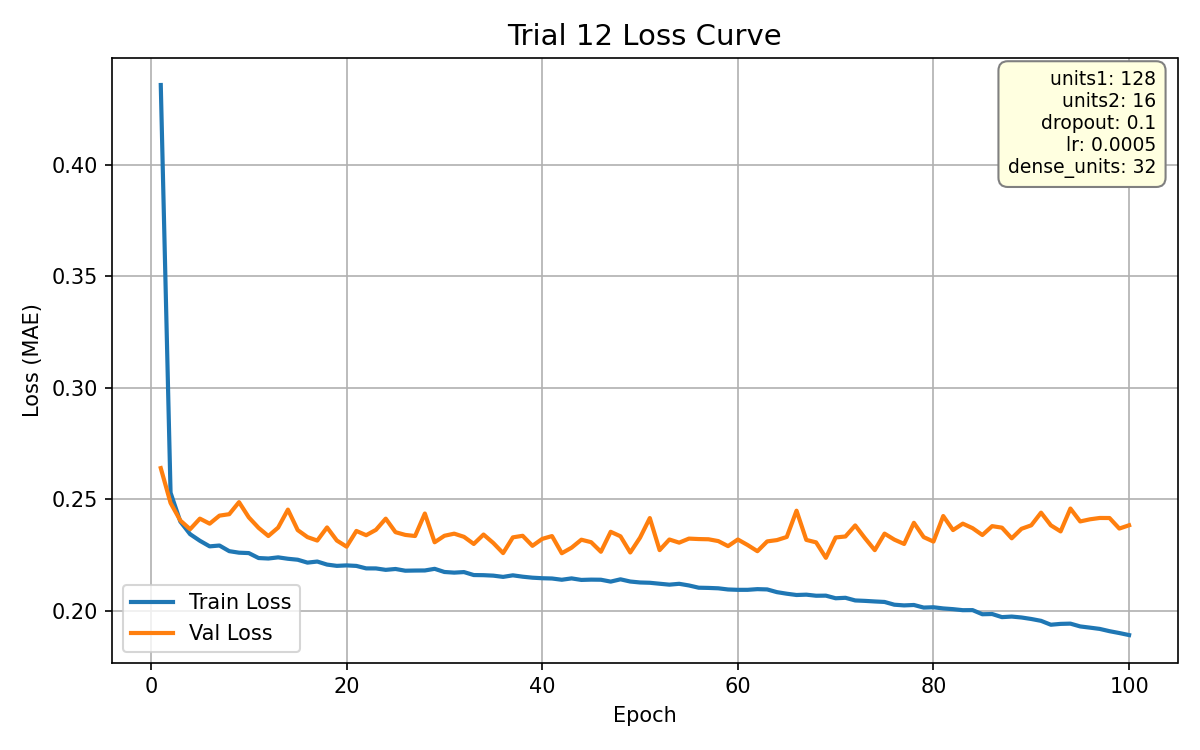 Trial 12 Loss Curve
units1: 128
units2: 16
dropout: 0.1
lr: 0.0005
dense_units: 32
Loss (MAE)
0.40
0.35
0.30
0.25
0.20
Train Loss
Val Loss
0 20 40 60 80 100
Epoch